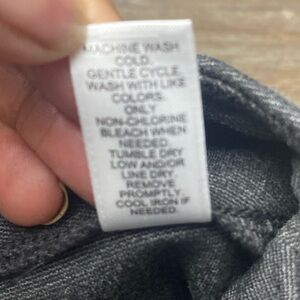 MACHINE WASH
COLD.
GENTLE CYCLE.
WASH WITH LIKE
COLORS.
ONLY
NON-CHLORINE
BLEACH WHEN
NEEDED.
TUMBLE DRY
LOW AND/OR
LINE DRY.
REMOVE
PROMPTLY.
COOL IRON IF
NEEDED.